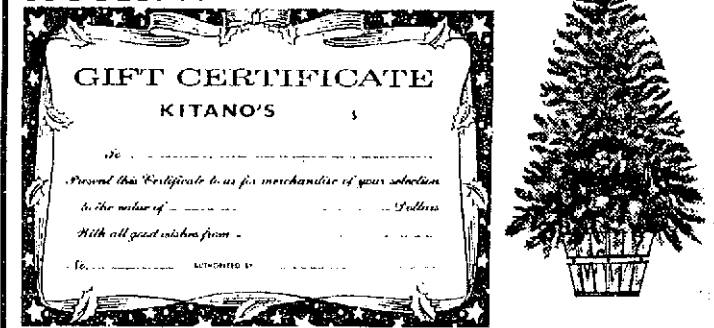 GIFT CERTIFICATE
KITANO'S $
To
Present this Certificate to us for merchandise of your selection
to the value of Dollars
With all good wishes from
No. AUTHORIZED BY